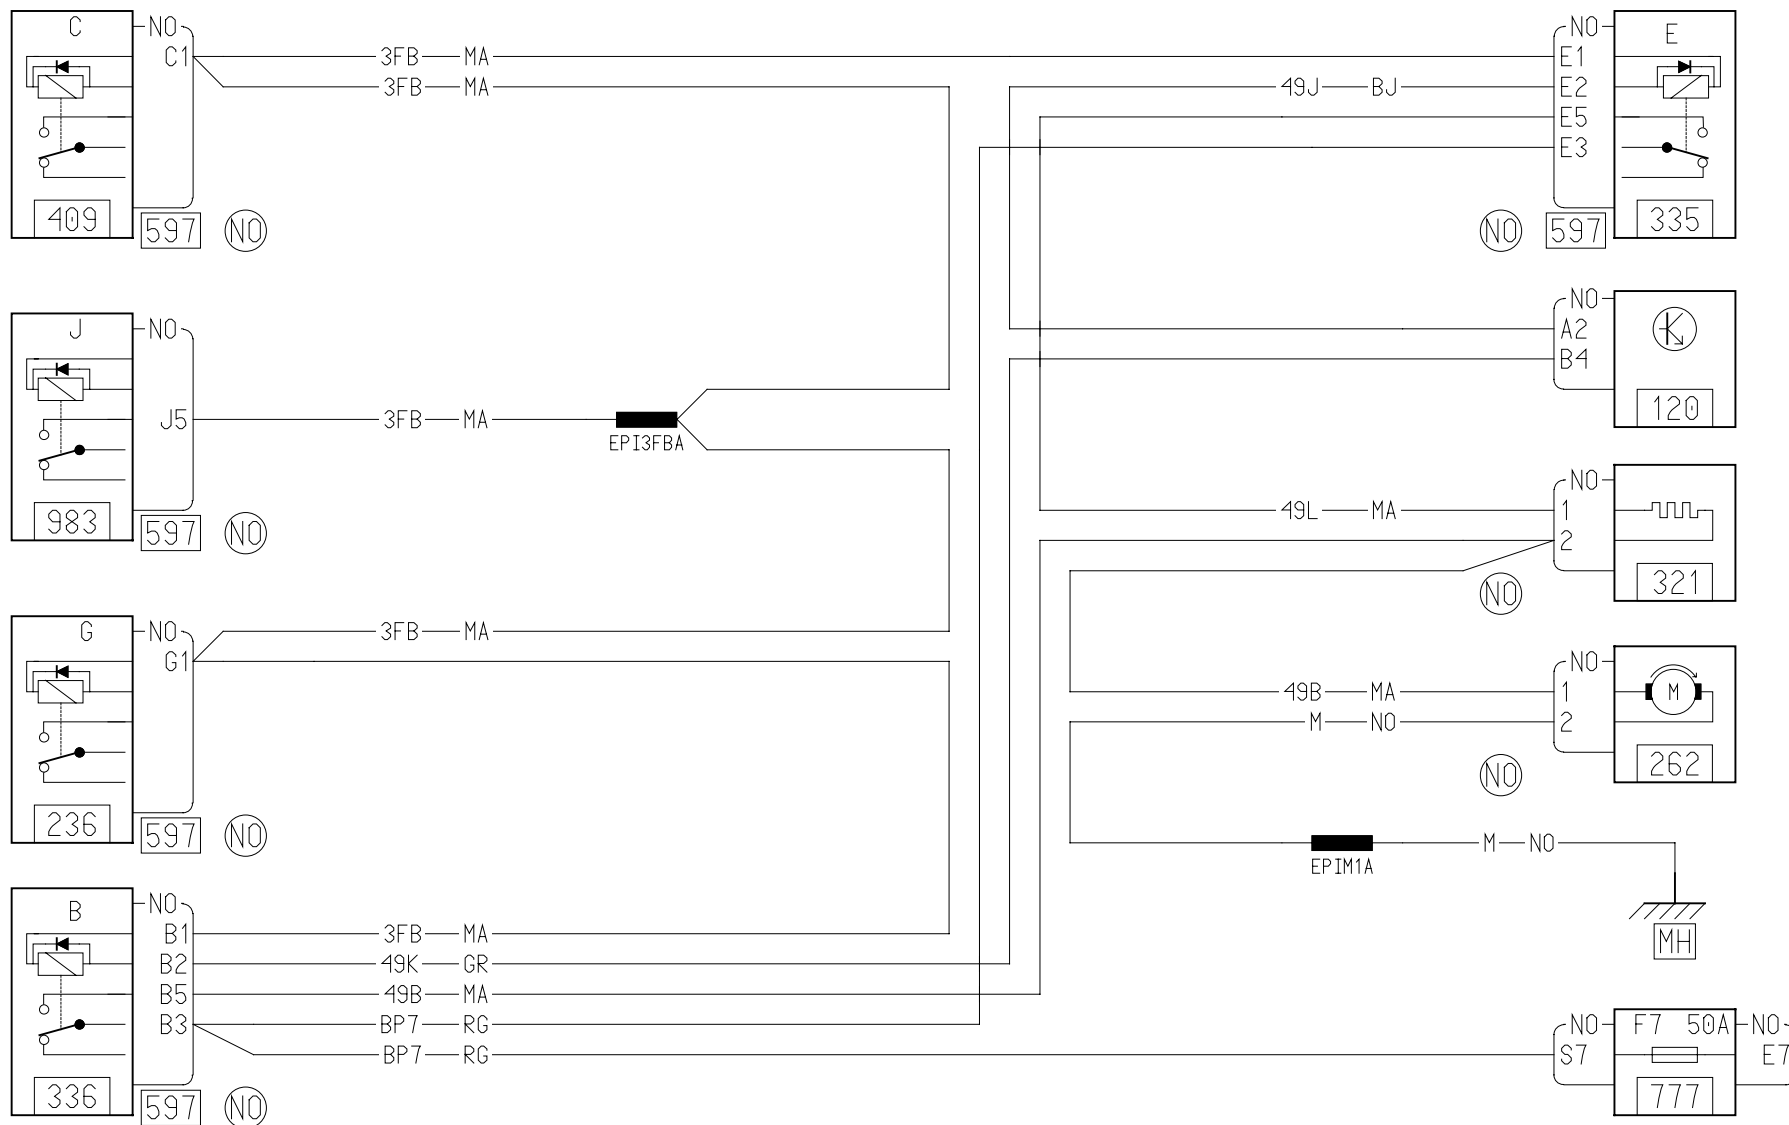 C NO NO E
C1 3FB MA E1
3FB MA 49J BJ E2
E5
E3
409 597 NO NO 597 335
J NO NO
A2
B4
J5 3FB MA 120
EPI3FBA
983 597 NO
NO
49L MA 1
2
NO 321
G NO
G1 3FB MA
236 597 NO
NO M
49B MA 1
M NO 2
NO 262
EPIM1A M NO
MH
B NO
B1 3FB MA
B2 49K GR
B5 49B MA
B3 BP7 RG
BP7 RG
336 597 NO
NO F7 50A NO
S7 E7
777